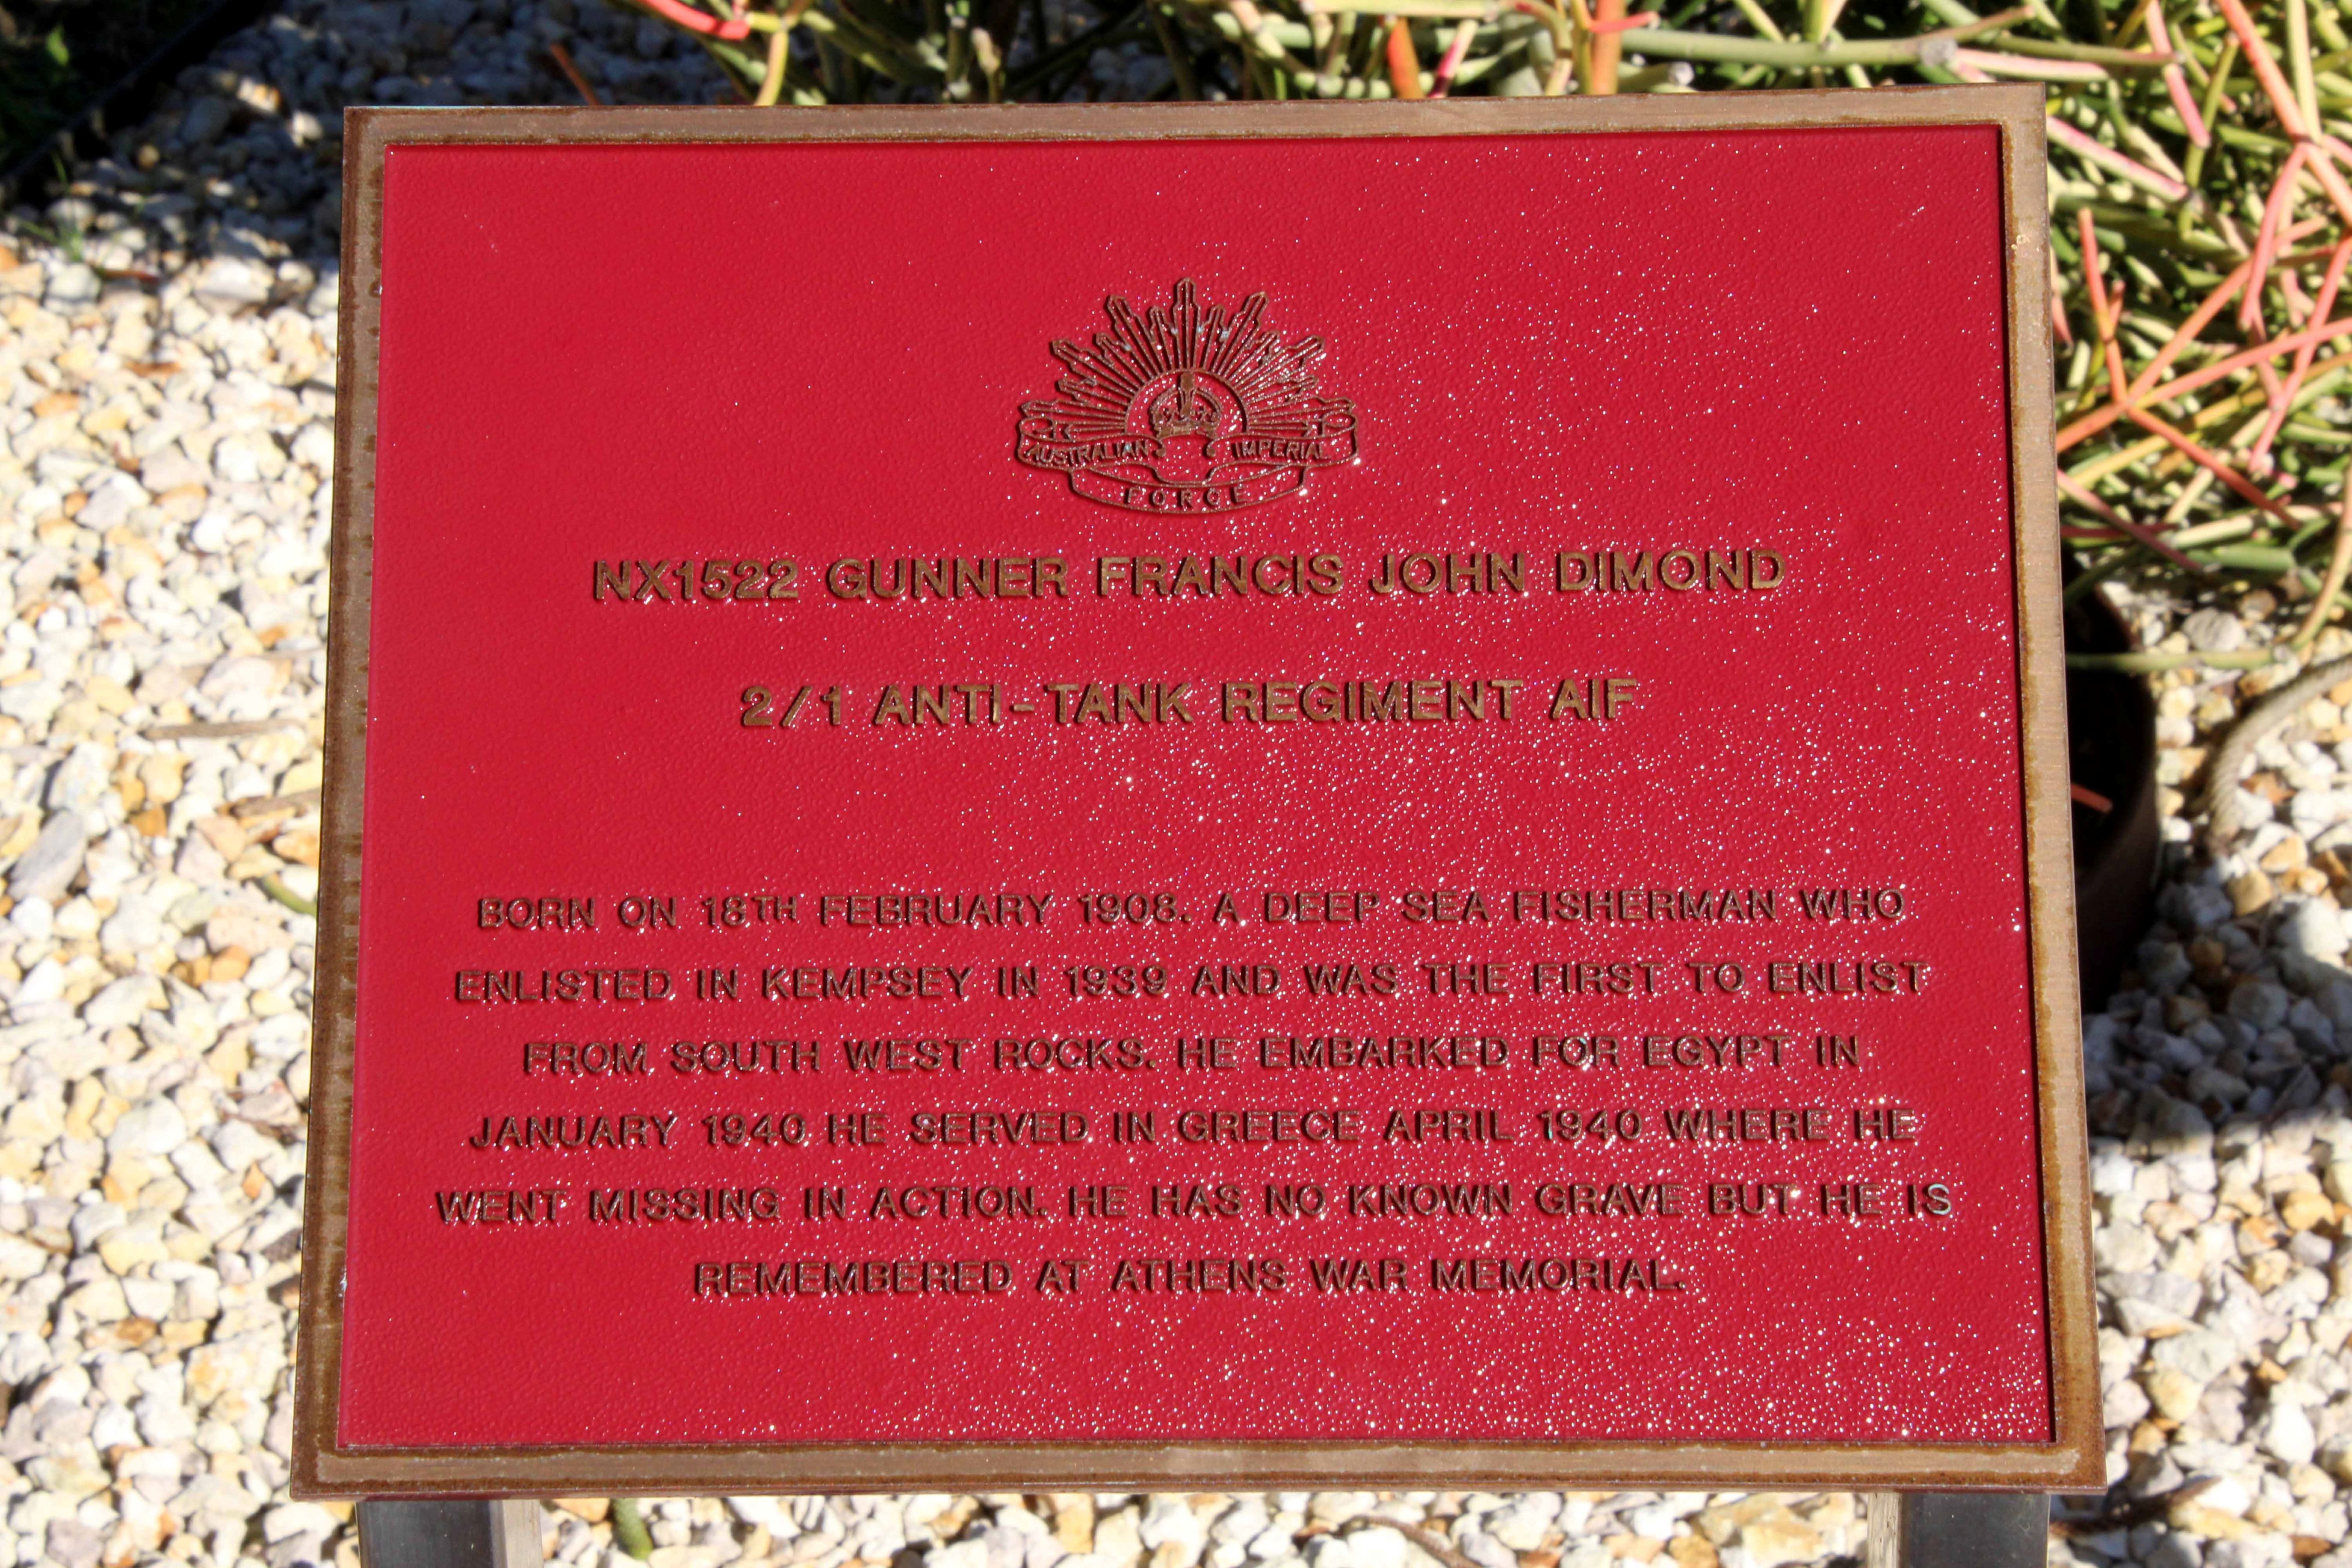 AUSTRALIAN IMPERIAL
FORCE
NX1522 GUNNER FRANCIS JOHN DIMOND
2/1 ANTI-TANK REGIMENT AIF
BORN ON 18TH FEBRUARY 1908. A DEEP SEA FISHERMAN WHO
ENLISTED IN KEMPSEY IN 1939 AND WAS THE FIRST TO ENLIST
FROM SOUTH WEST ROCKS. HE EMBARKED FOR EGYPT IN
JANUARY 1940 HE SERVED IN GREECE APRIL 1940 WHERE HE
WENT MISSING IN ACTION. HE HAS NO KNOWN GRAVE BUT HE IS
REMEMBERED AT ATHENS WAR MEMORIAL.